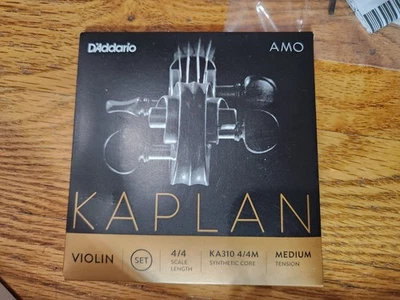 D'Addario
AMO
KAPLAN
VIOLIN
SET
4/4
SCALE
LENGTH
KA310 4/4M
SYNTHETIC CORE
MEDIUM
TENSION